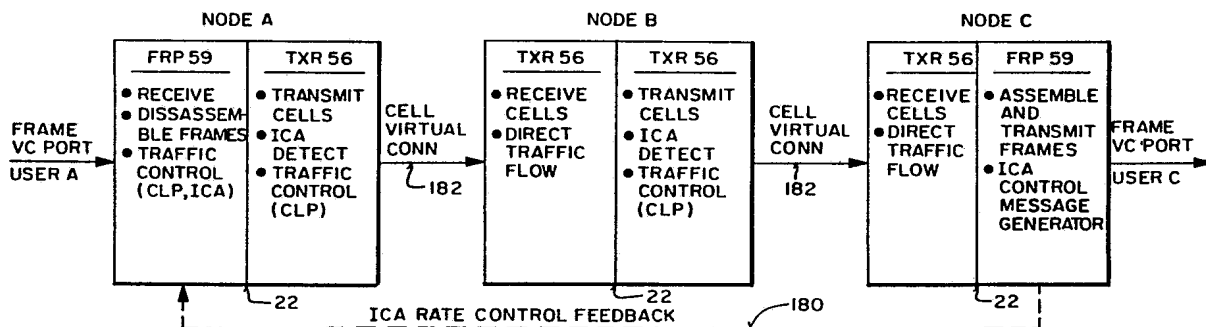 NODE A
NODE B
NODE C
FRP 59
TXR 56
TXR 56
TXR 56
TXR 56
FRP 59
FRAME
VC PORT
USER A
● RECEIVE
● DISSASSEM-
BLE FRAMES
● TRAFFIC
CONTROL
(CLP, ICA)
● TRANSMIT
CELLS
● ICA
DETECT
● TRAFFIC
CONTROL
(CLP)
CELL
VIRTUAL
CONN
182
● RECEIVE
CELLS
● DIRECT
TRAFFIC
FLOW
● TRANSMIT
CELLS
● ICA
DETECT
● TRAFFIC
CONTROL
(CLP)
CELL
VIRTUAL
CONN
182
● RECEIVE
CELLS
● DIRECT
TRAFFIC
FLOW
● ASSEMBLE
AND
TRANSMIT
FRAMES
● ICA
CONTROL
MESSAGE
GENERATOR
FRAME
VC PORT
USER C
22
22
22
ICA RATE CONTROL FEEDBACK
180